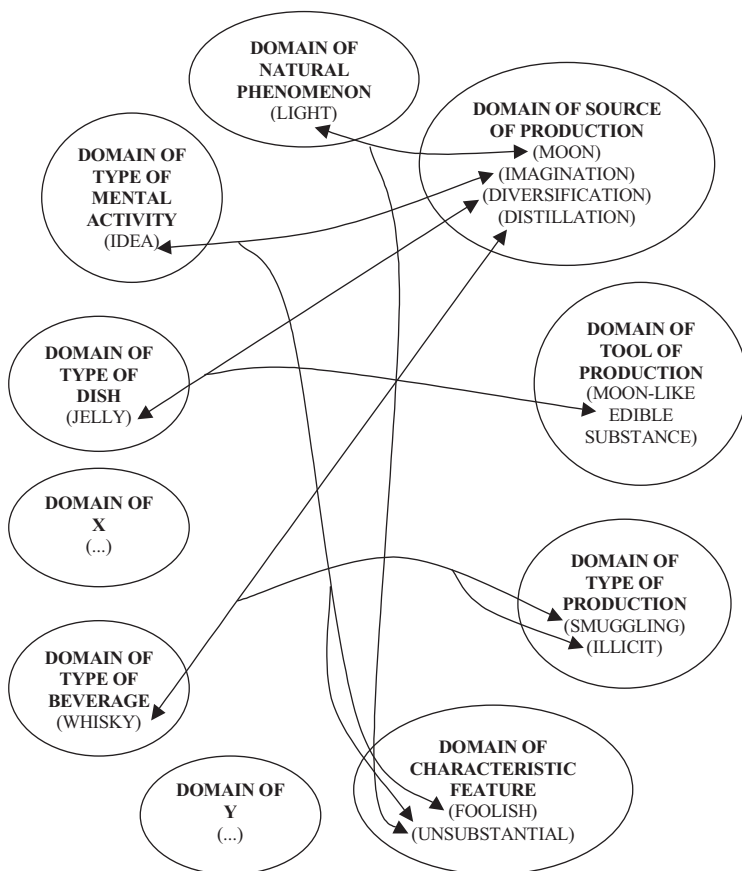 DOMAIN OF
NATURAL
PHENOMENON
(LIGHT)
DOMAIN OF SOURCE
OF PRODUCTION
(MOON)
(IMAGINATION)
(DIVERSIFICATION)
(DISTILLATION)
DOMAIN OF
TYPE OF
MENTAL
ACTIVITY
(IDEA)
DOMAIN OF
TYPE OF
DISH
(JELLY)
DOMAIN OF
TOOL OF
PRODUCTION
(MOON-LIKE
EDIBLE
SUBSTANCE)
DOMAIN OF
X
(...)
DOMAIN OF
TYPE OF
PRODUCTION
(SMUGGLING)
(ILLICIT)
DOMAIN OF
TYPE OF
BEVERAGE
(WHISKY)
DOMAIN OF
CHARACTERISTIC
FEATURE
(FOOLISH)
(UNSUBSTANTIAL)
DOMAIN OF
Y
(...)